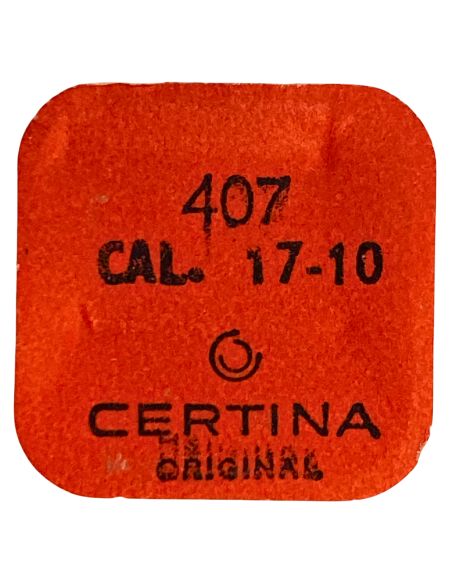 407
CAL. 17-10
CERTINA
ORIGINAL